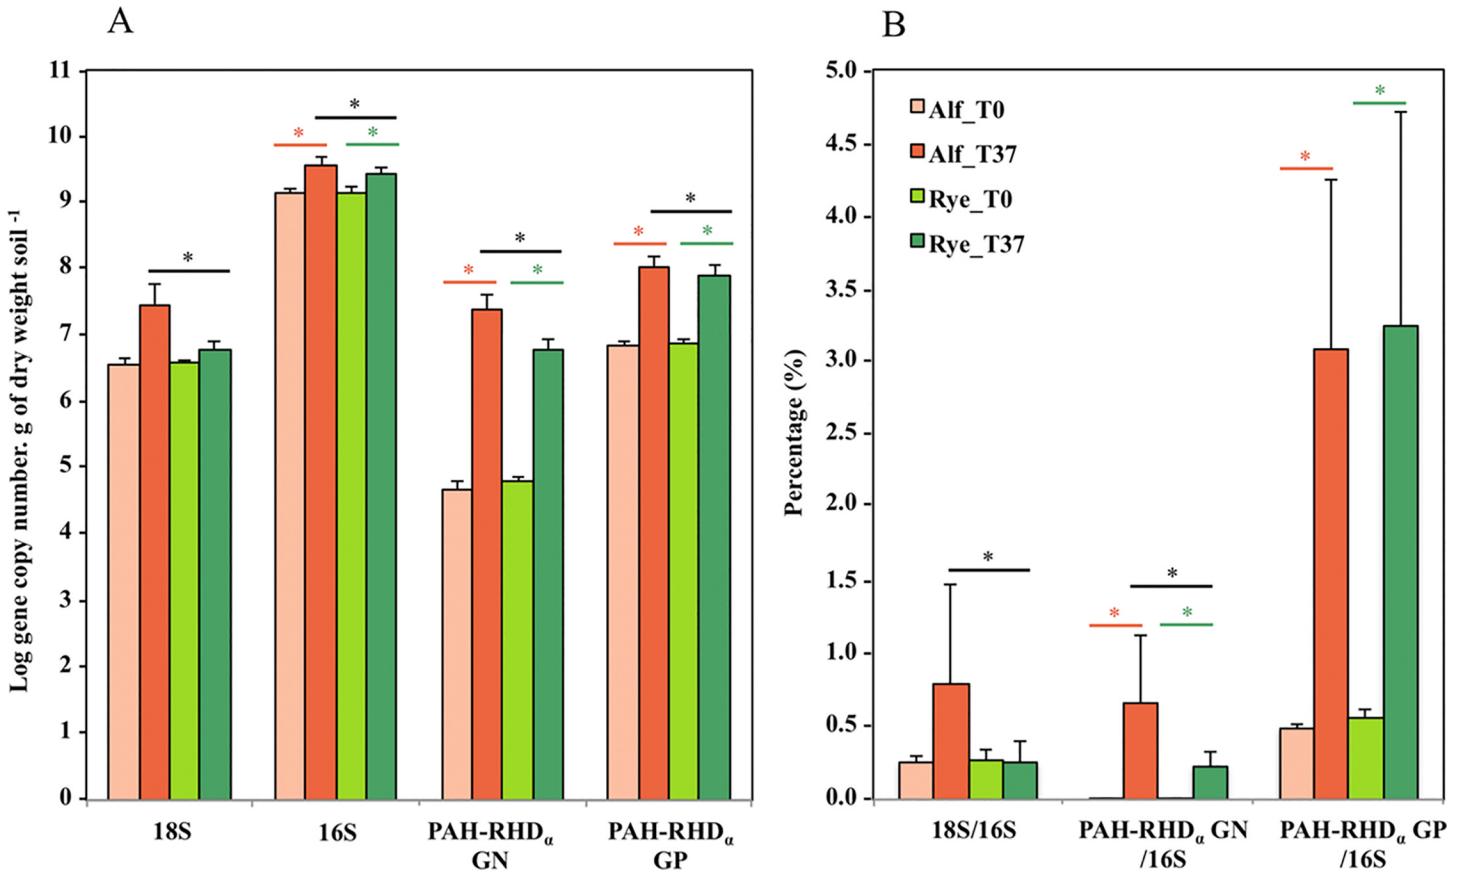 A
Log gene copy number. g of dry weight soil -1
11
10
9
8
7
6
5
4
3
2
1
0
*
*
*
*
*
*
*
*
*
*
18S
16S
PAH-RHDα
GN
PAH-RHDα
GP
B
Percentage (%)
5.0
4.5
4.0
3.5
3.0
2.5
2.0
1.5
1.0
0.5
0.0
Alf_T0
Alf_T37
Rye_T0
Rye_T37
*
*
*
*
*
*
18S/16S
PAH-RHDα GN
/16S
PAH-RHDα GP
/16S